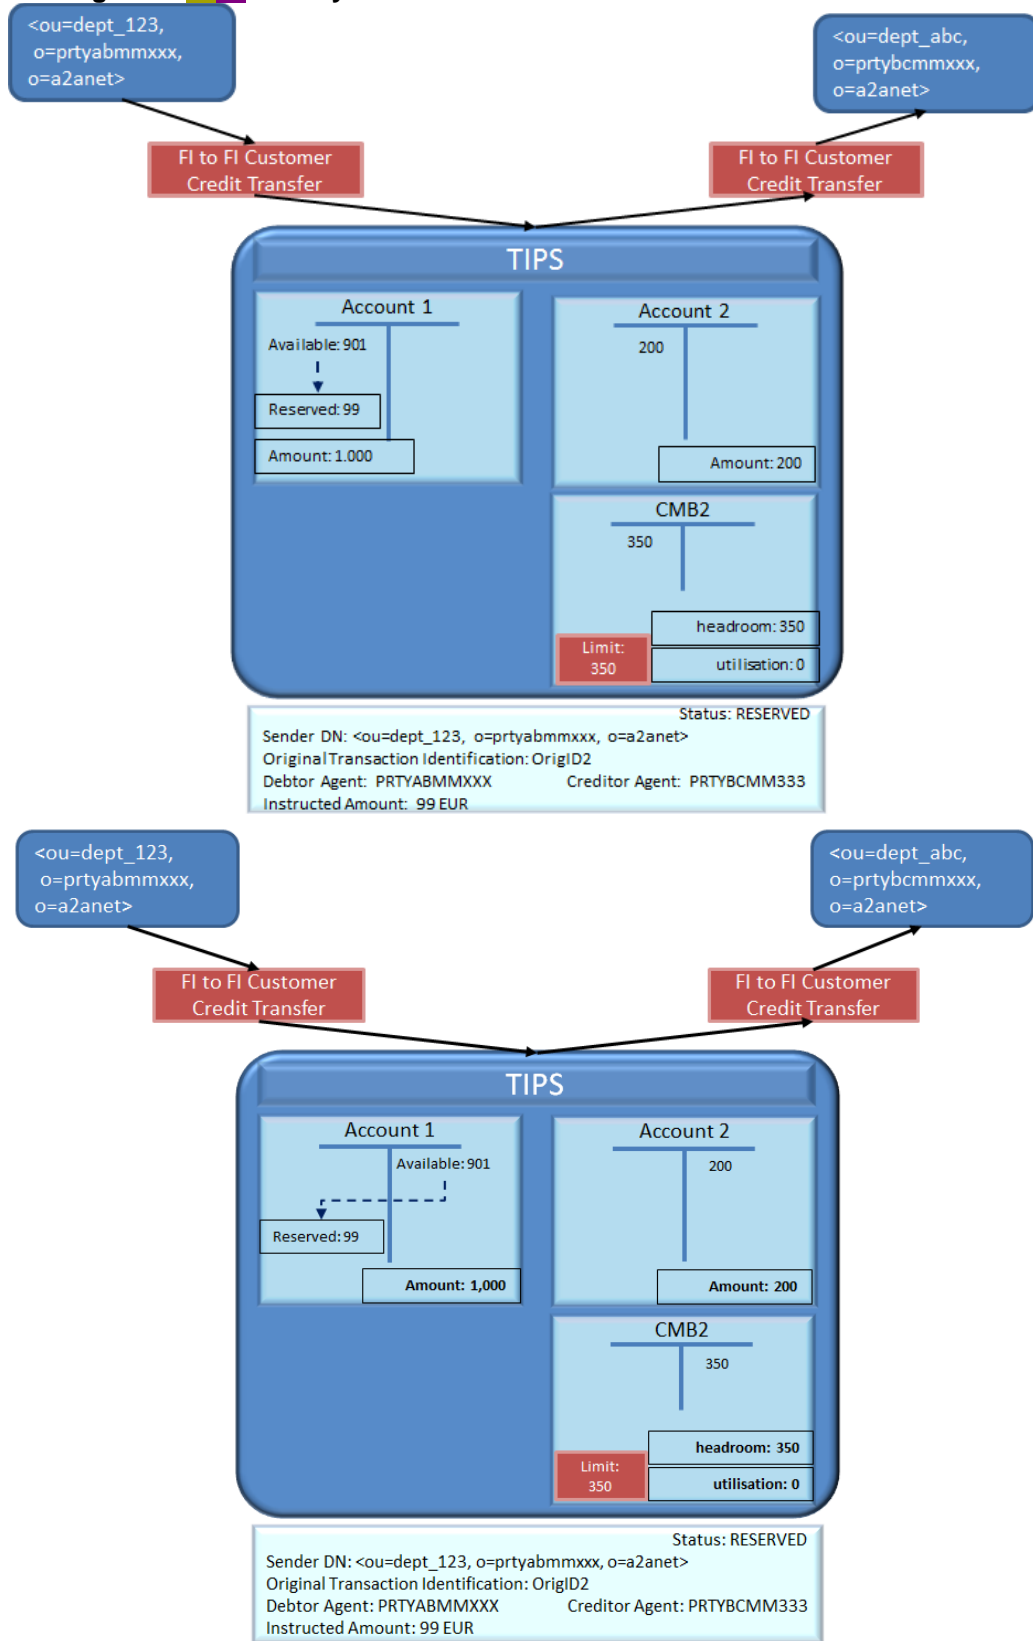 <ou=dept_123,
o=prtyabmmxxx,
o=a2anet>
<ou=dept_abc,
o=prtybcmmxxx,
o=a2anet>
FI to FI Customer
Credit Transfer
FI to FI Customer
Credit Transfer
TIPS
Account 1
Available: 901
Reserved: 99
Amount: 1.000
Account 2
200
Amount: 200
CMB2
350
headroom: 350
Limit:
350
utilisation: 0
Status: RESERVED
Sender DN: <ou=dept_123, o=prtyabmmxxx, o=a2anet>
Original Transaction Identification: OrigID2
Debtor Agent: PRTYABMMXXX Creditor Agent: PRTYBCMM333
Instructed Amount: 99 EUR
<ou=dept_123,
o=prtyabmmxxx,
o=a2anet>
<ou=dept_abc,
o=prtybcmmxxx,
o=a2anet>
FI to FI Customer
Credit Transfer
FI to FI Customer
Credit Transfer
TIPS
Account 1
Available: 901
Reserved: 99
Amount: 1,000
Account 2
200
Amount: 200
CMB2
350
headroom: 350
Limit:
350
utilisation: 0
Status: RESERVED
Sender DN: <ou=dept_123, o=prtyabmmxxx, o=a2anet>
Original Transaction Identification: OrigID2
Debtor Agent: PRTYABMMXXX Creditor Agent: PRTYBCMM333
Instructed Amount: 99 EUR